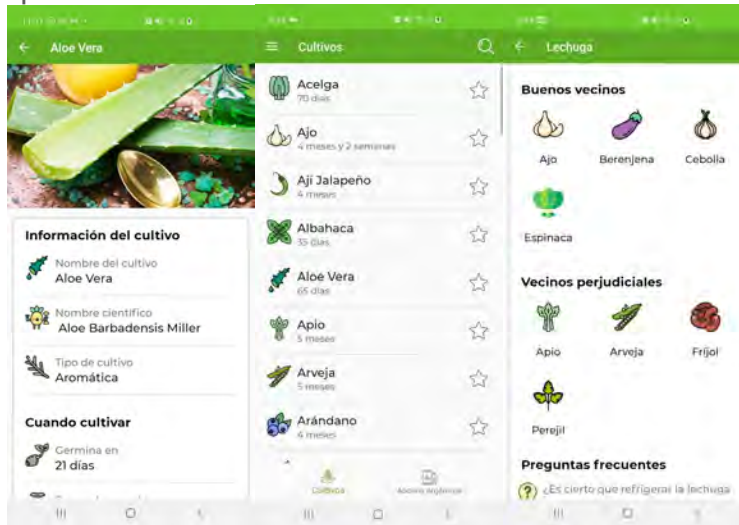 Aloe Vera
Información del cultivo
Nombre del cultivo
Aloe Vera
Nombre científico
Aloe Barbadensis Miller
Tipo de cultivo
Aromática
Cuando cultivar
Germina en
21 días
Cultivos
Acelga
70 días
Ajo
4 meses y 2 semanas
Ají Jalapeño
4 meses
Albahaca
35 días
Aloe Vera
65 días
Apio
5 meses
Arveja
5 meses
Arándano
4 meses
Cultivos
Abono orgánico
Lechuga
Buenos vecinos
Ajo
Berenjena
Cebolla
Espinaca
Vecinos perjudiciales
Apio
Arveja
Fríjol
Perejil
Preguntas frecuentes
¿Es cierto que refrigerar la lechuga